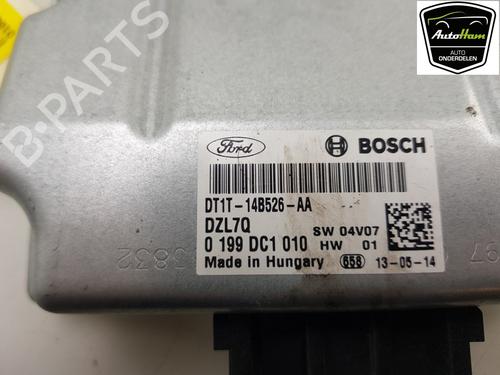 AutoHam
AUTO
ONDERDELEN
B-PARTS
Ford
BOSCH
DT1T-14B526-AA
DZL7Q
SW 04V07
0 199 DC1 010
HW 01
Made in Hungary
658
13-05-14
3832